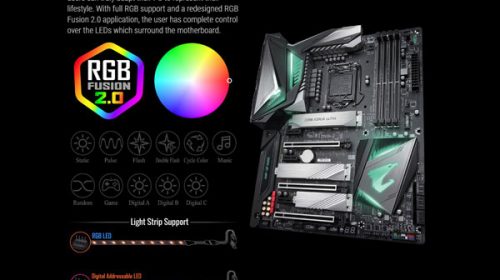 lifestyle. With full RGB support and a redesigned RGB
Fusion 2.0 application, the user has complete control
over the LEDs which surround the motherboard.
RGB
FUSION
2.0
Static
Pulse
Flash
Double Flash
Cycle Color
Music
Random
Game
Digital A
Digital B
Digital C
Light Strip Support
RGB LED
Digital Addressable LED